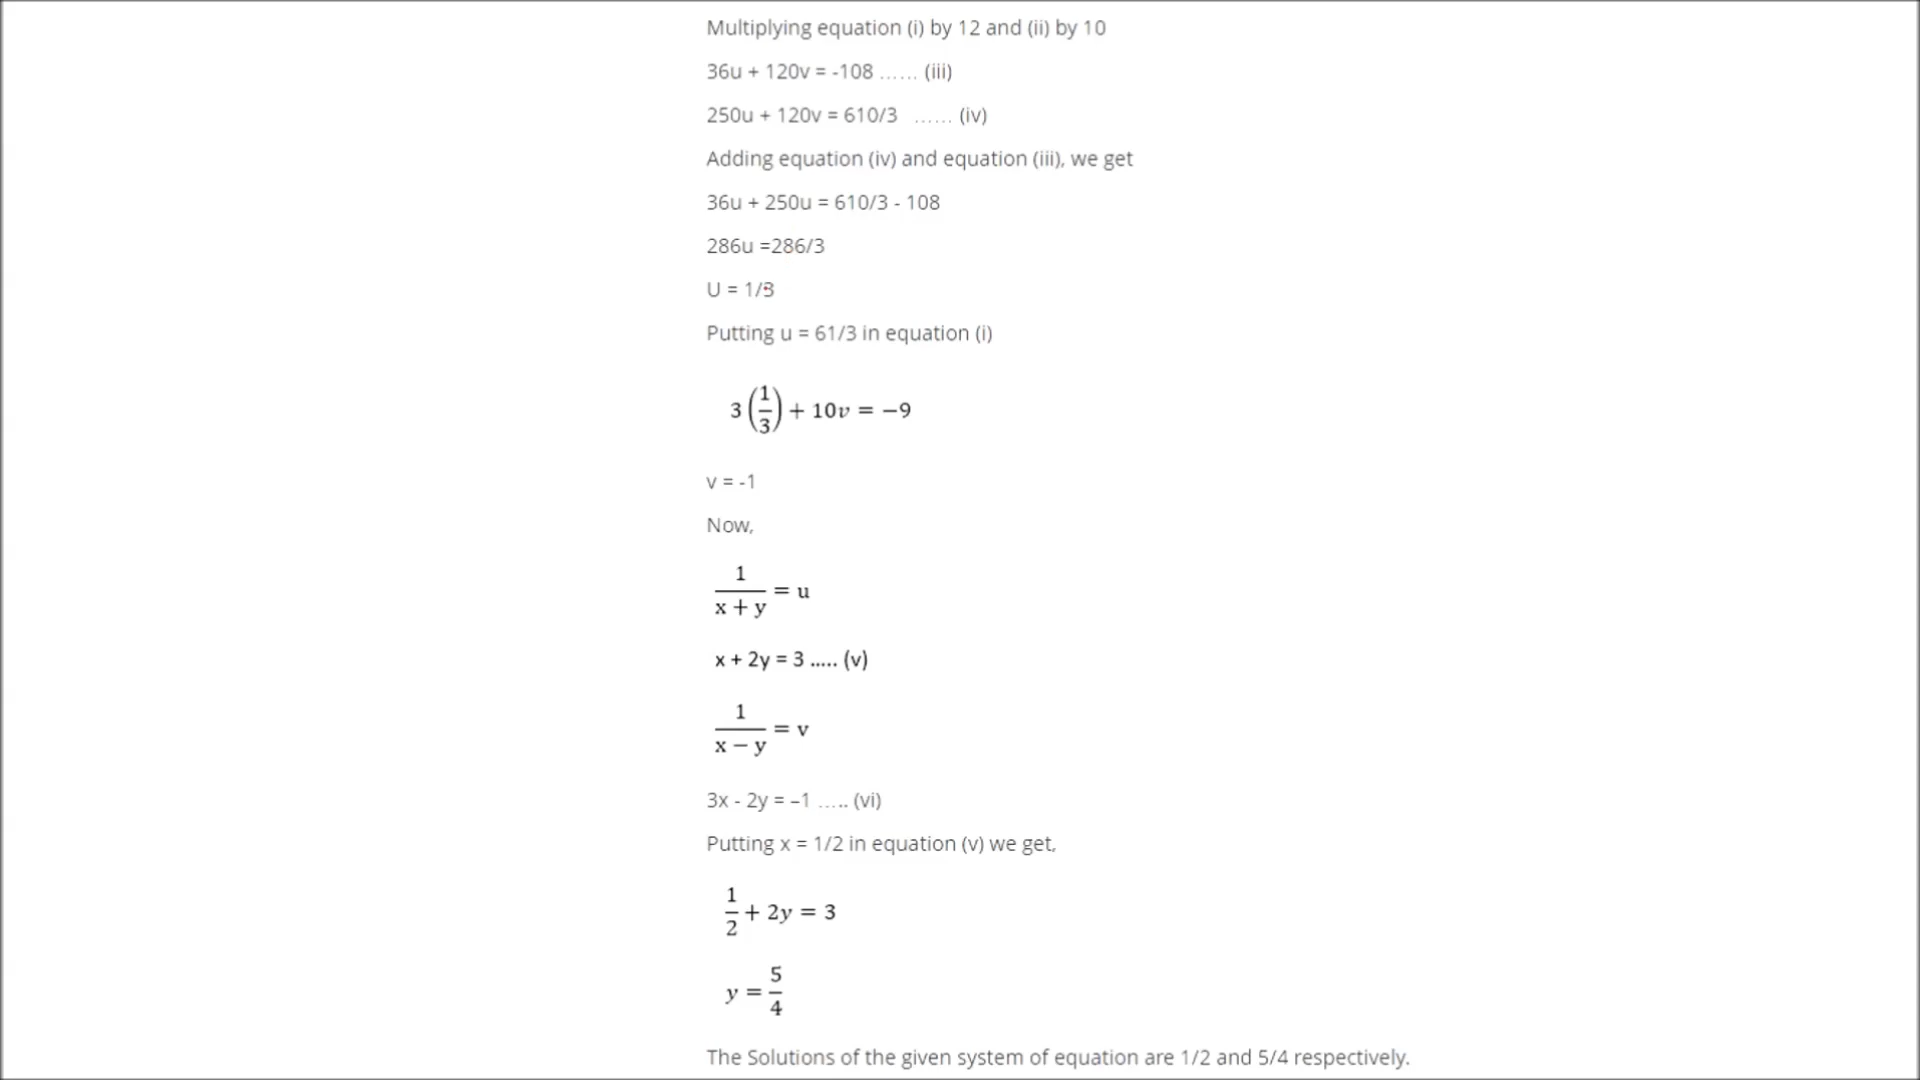 Multiplying equation (i) by 12 and (ii) by 10
36u + 120v = -108 …… (iii)
250u + 120v = 610/3 …… (iv)
Adding equation (iv) and equation (iii), we get
36u + 250u = 610/3 - 108
286u =286/3
U = 1/3
Putting u = 61/3 in equation (i)
3(1/3) + 10v = −9
v = -1
Now,
1/(x + y) = u
x + 2y = 3 ..... (v)
1/(x − y) = v
3x - 2y = –1 ….. (vi)
Putting x = 1/2 in equation (v) we get,
1/2 + 2y = 3
y = 5/4
The Solutions of the given system of equation are 1/2 and 5/4 respectively.